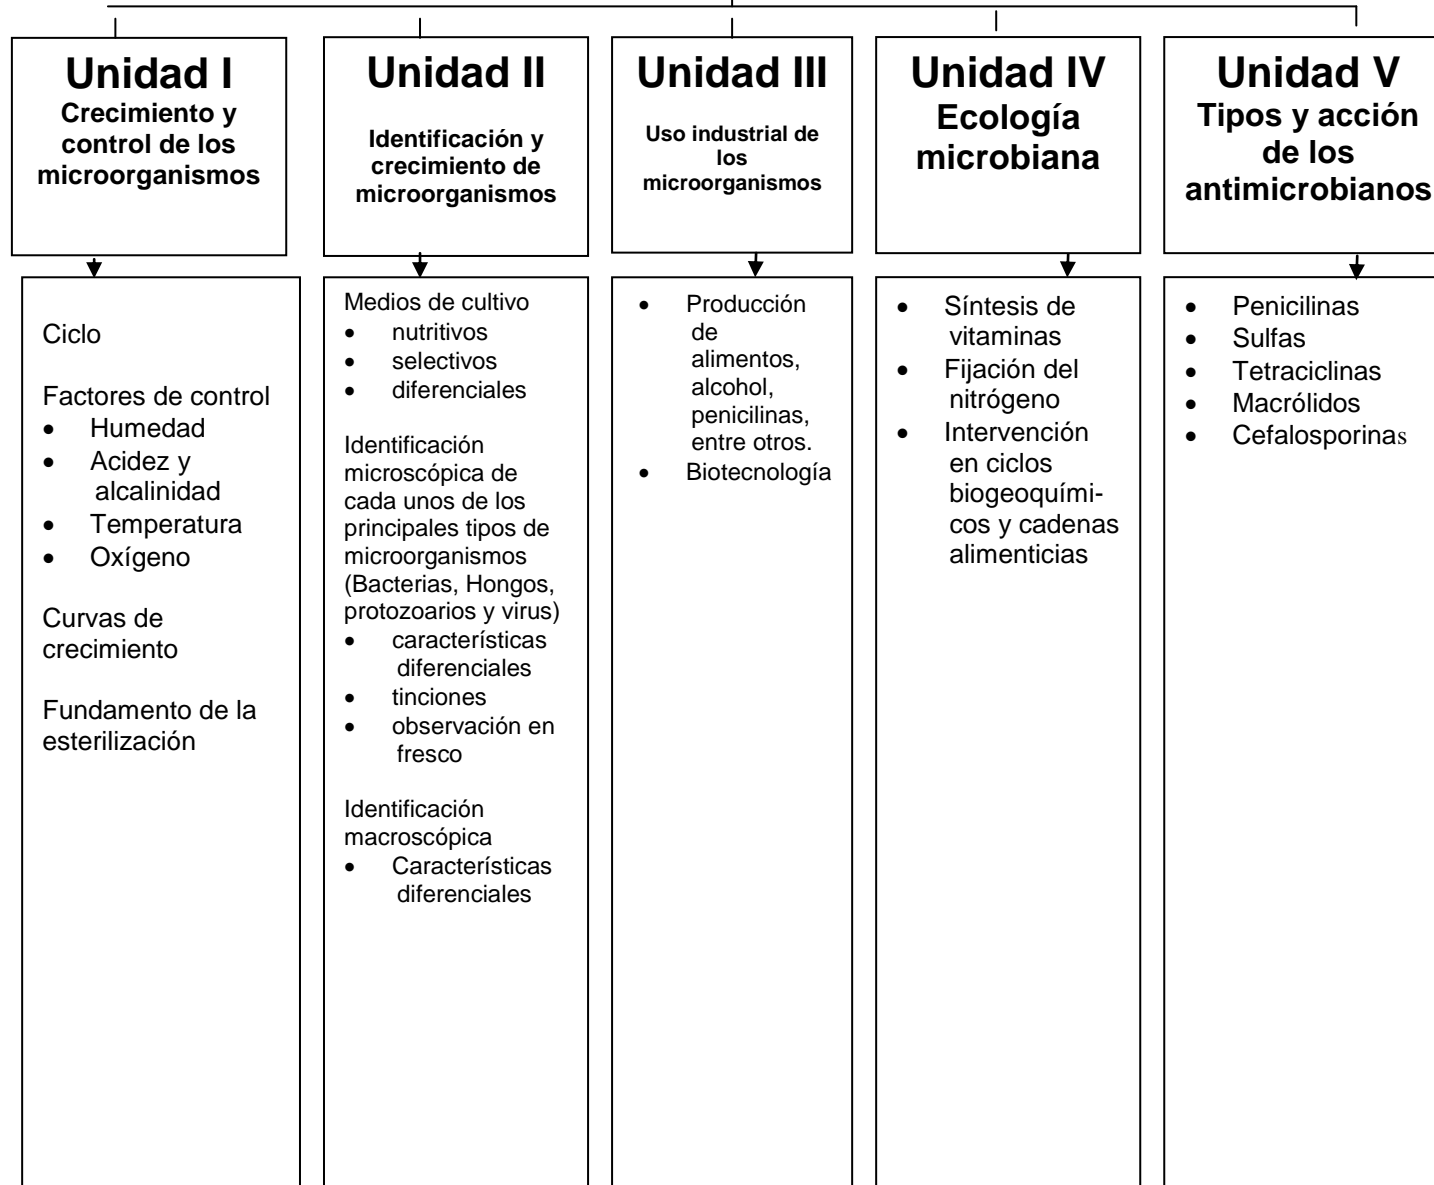 Unidad I
Crecimiento y
control de los
microorganismos
Unidad II
Identificación y
crecimiento de
microorganismos
Unidad III
Uso industrial de
los
microorganismos
Unidad IV
Ecología
microbiana
Unidad V
Tipos y acción
de los
antimicrobianos
Ciclo
Factores de control
• Humedad
• Acidez y
alcalinidad
• Temperatura
• Oxígeno
Curvas de
crecimiento
Fundamento de la
esterilización
Medios de cultivo
• nutritivos
• selectivos
• diferenciales
Identificación
microscópica de
cada unos de los
principales tipos de
microorganismos
(Bacterias, Hongos,
protozoarios y virus)
• características
diferenciales
• tinciones
• observación en
fresco
Identificación
macroscópica
• Características
diferenciales
• Producción
de
alimentos,
alcohol,
penicilinas,
entre otros.
• Biotecnología
• Síntesis de
vitaminas
• Fijación del
nitrógeno
• Intervención
en ciclos
biogeoquími-
cos y cadenas
alimenticias
• Penicilinas
• Sulfas
• Tetraciclinas
• Macrólidos
• Cefalosporinas